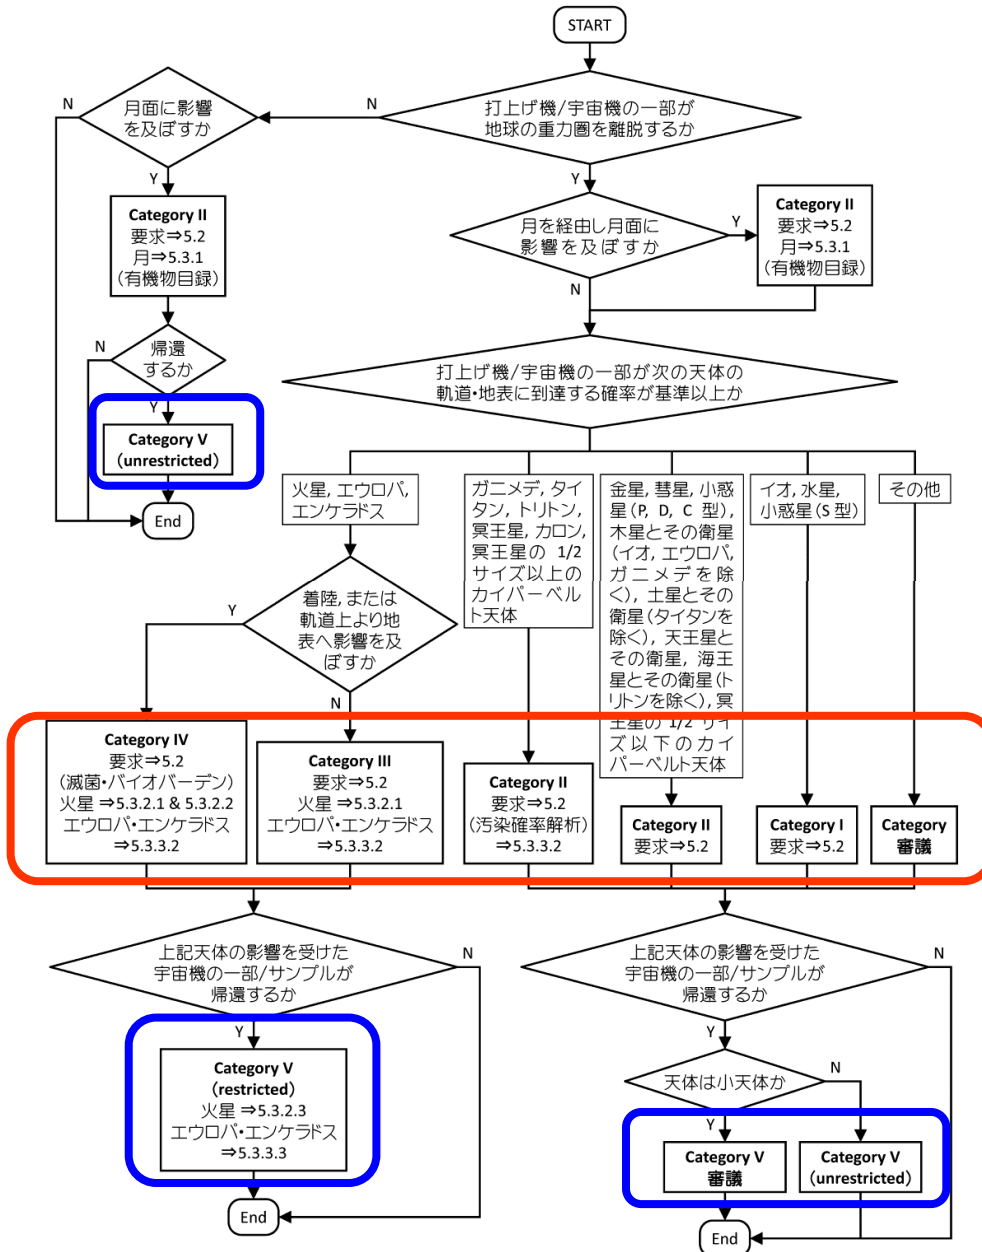 START
打上げ機/宇宙機の一部が
地球の重力圏を離脱するか
N
月面に影響
を及ぼすか
N
Y
Y
Category II
要求⇒5.2
月⇒5.3.1
(有機物目録)
月を経由し月面に
影響を及ぼすか
Y
Category II
要求⇒5.2
月⇒5.3.1
(有機物目録)
N
帰還
するか
N
Y
Category V
(unrestricted)
End
打上げ機/宇宙機の一部が次の天体の
軌道・地表に到達する確率が基準以上か
火星, エウロパ,
エンケラドス
ガニメデ, タイ
タン, トリトン,
冥王星, カロン,
冥王星の 1/2
サイズ以上の
カイパーベル
ト天体
金星, 彗星, 小惑
星(P, D, C 型),
木星とその衛星
(イオ, エウロパ,
ガニメデを除
く), 土星とその
衛星(タイタンを
除く), 天王星と
その衛星, 海王
星とその衛星(ト
リトンを除く), 冥
王星の 1/2 サイ
ズ以下のカイ
パーベルト天体
イオ, 水星,
小惑星(S 型)
その他
着陸, または
軌道上より地
表へ影響を及
ぼすか
Y
N
Category IV
要求⇒5.2
(滅菌・バイオバーデン)
火星 ⇒5.3.2.1 & 5.3.2.2
エウロパ・エンケラドス
⇒5.3.3.2
Category III
要求⇒5.2
火星 ⇒5.3.2.1
エウロパ・エンケラドス
⇒5.3.3.2
Category II
要求⇒5.2
(汚染確率解析)
⇒5.3.3.2
Category II
要求⇒5.2
Category I
要求⇒5.2
Category
審議
上記天体の影響を受けた
宇宙機の一部/サンプルが
帰還するか
N
Y
Category V
(restricted)
火星 ⇒5.3.2.3
エウロパ・エンケラドス
⇒5.3.3.3
End
上記天体の影響を受けた
宇宙機の一部/サンプルが
帰還するか
N
Y
天体は小天体か
N
Y
Category V
審議
Category V
(unrestricted)
End